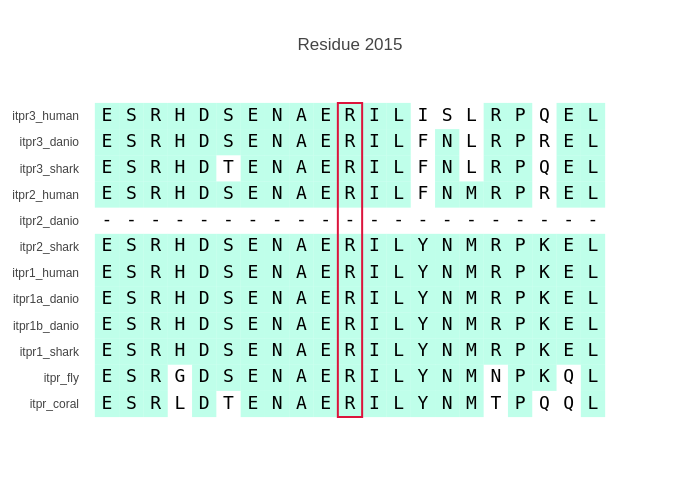 Residue 2015
itpr3_human E S R H D S E N A E R I L I S L R P Q E L
itpr3_danio E S R H D S E N A E R I L F N L R P R E L
itpr3_shark E S R H D T E N A E R I L F N L R P Q E L
itpr2_human E S R H D S E N A E R I L F N M R P R E L
itpr2_danio - - - - - - - - - - - - - - - - - - - - -
itpr2_shark E S R H D S E N A E R I L Y N M R P K E L
itpr1_human E S R H D S E N A E R I L Y N M R P K E L
itpr1a_danio E S R H D S E N A E R I L Y N M R P K E L
itpr1b_danio E S R H D S E N A E R I L Y N M R P K E L
itpr1_shark E S R H D S E N A E R I L Y N M R P K E L
itpr_fly E S R G D S E N A E R I L Y N M N P K Q L
itpr_coral E S R L D T E N A E R I L Y N M T P Q Q L